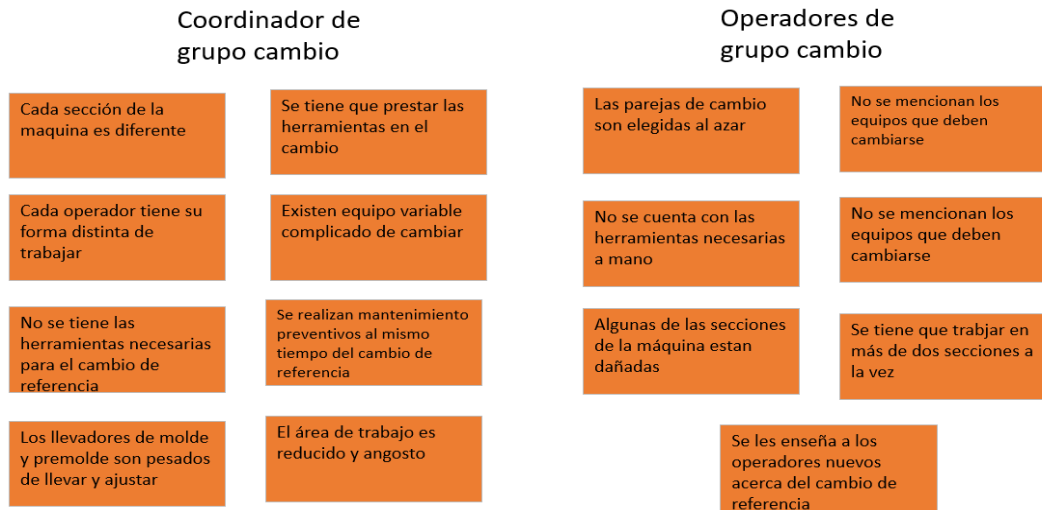 Coordinador de
grupo cambio
Cada sección de la
maquina es diferente
Se tiene que prestar las
herramientas en el
cambio
Cada operador tiene su
forma distinta de
trabajar
Existen equipo variable
complicado de cambiar
No se tiene las
herramientas necesarias
para el cambio de
referencia
Se realizan mantenimiento
preventivos al mismo
tiempo del cambio de
referencia
Los llevadores de molde
y premolde son pesados
de llevar y ajustar
El área de trabajo es
reducido y angosto
Operadores de
grupo cambio
Las parejas de cambio
son elegidas al azar
No se mencionan los
equipos que deben
cambiarse
No se cuenta con las
herramientas necesarias
a mano
No se mencionan los
equipos que deben
cambiarse
Algunas de las secciones
de la máquina estan
dañadas
Se tiene que trabjar en
más de dos secciones a
la vez
Se les enseña a los
operadores nuevos
acerca del cambio de
referencia